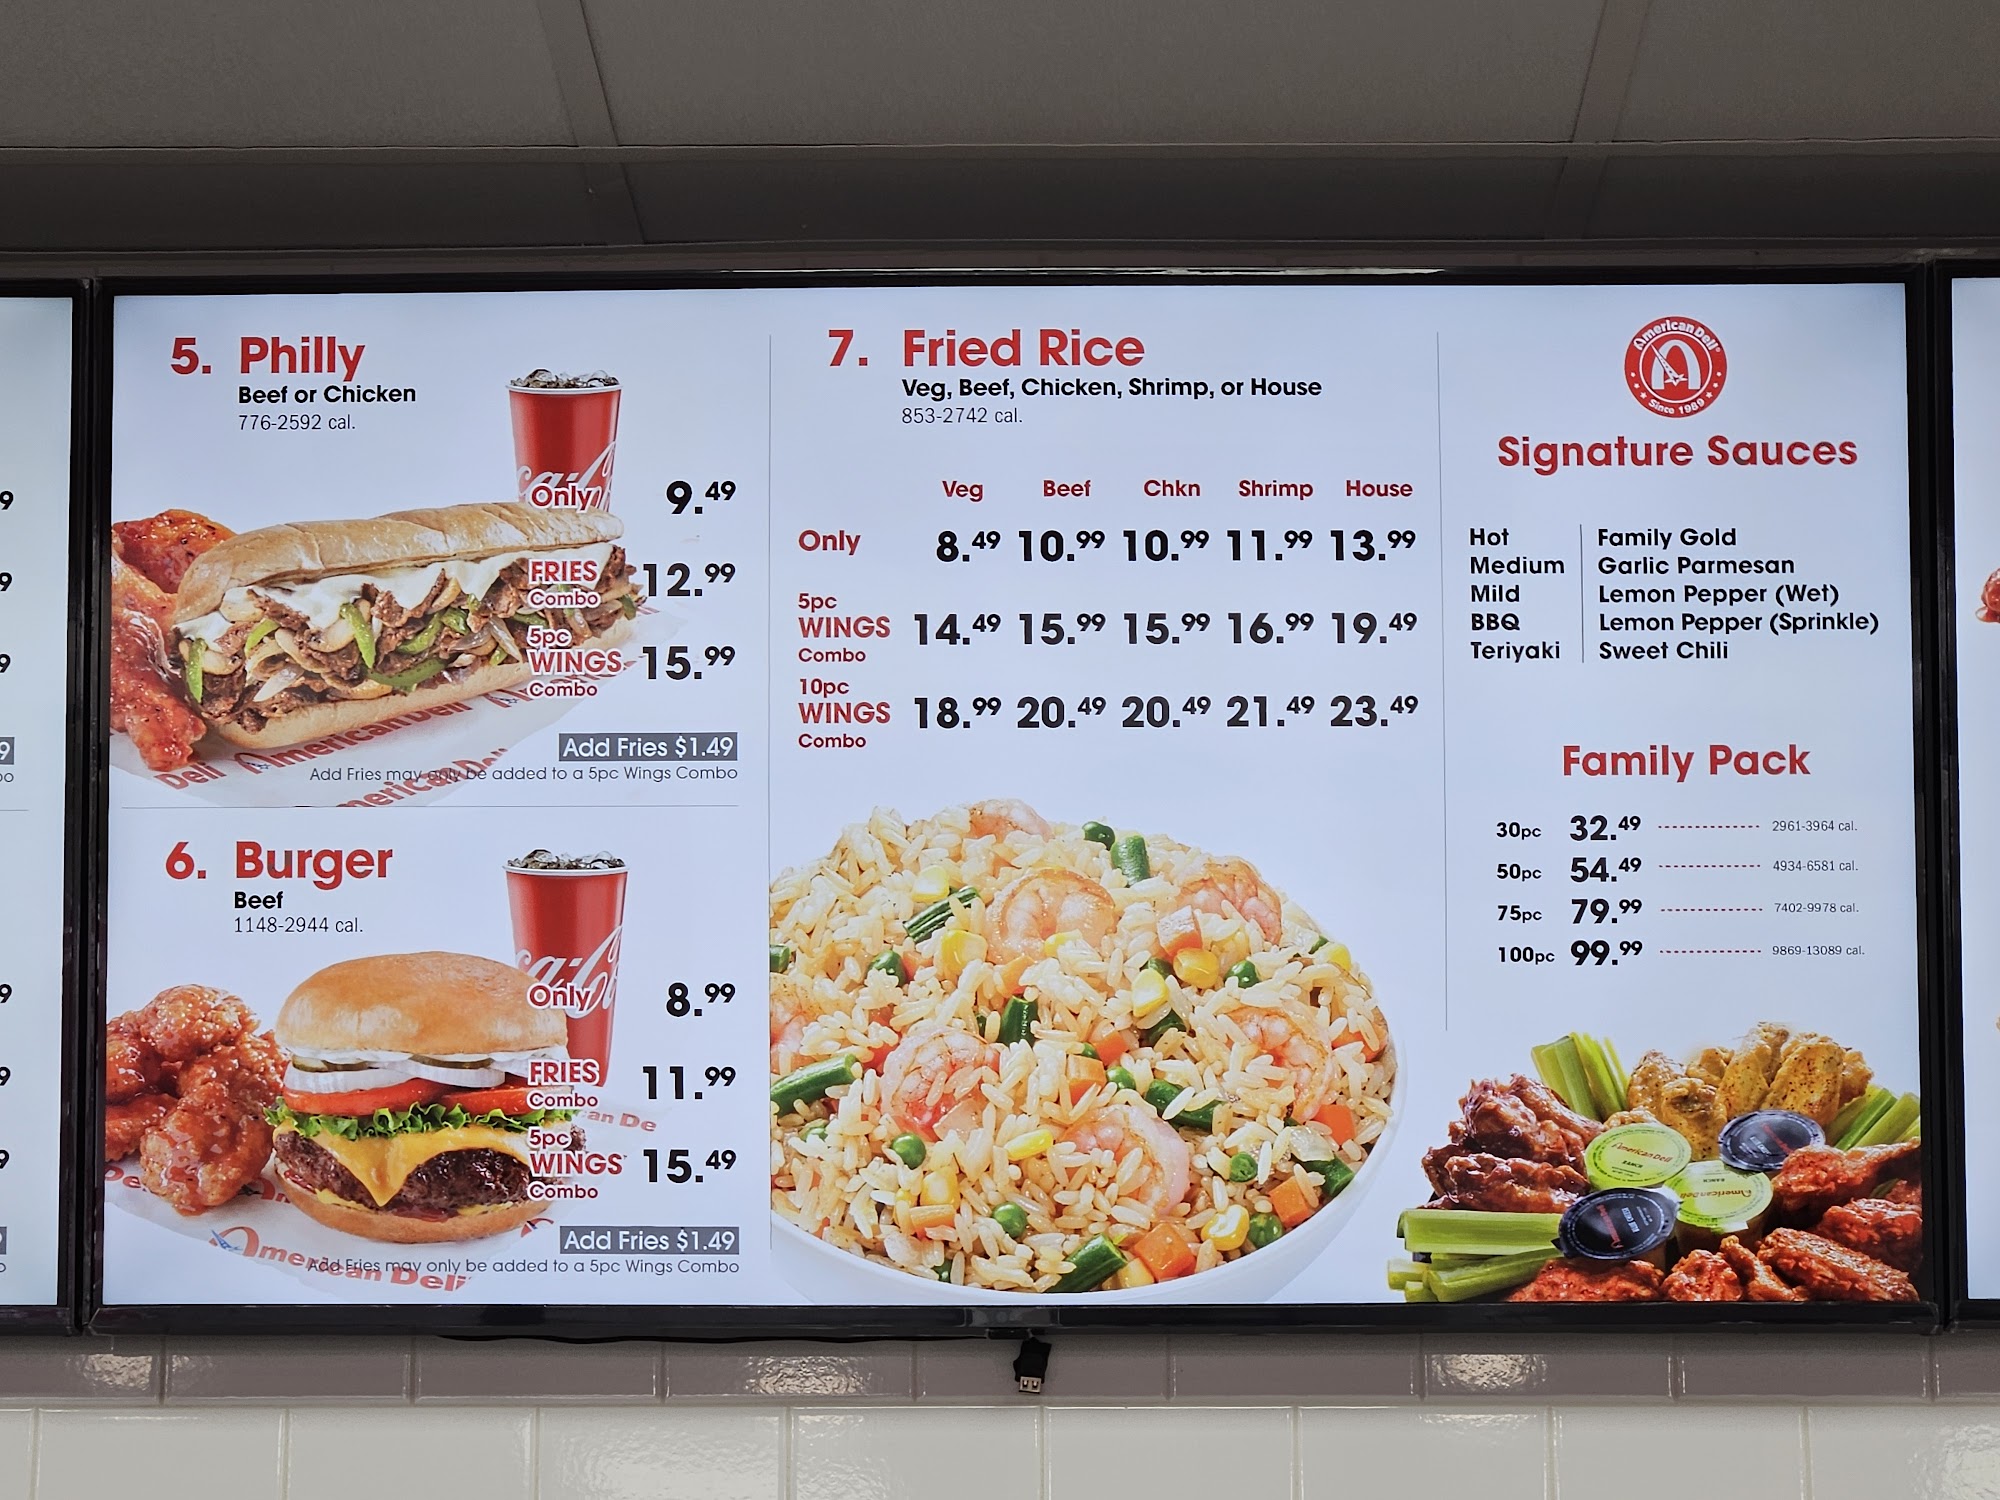 5. Philly
Beef or Chicken
776-2592 cal.
Only 9.49
FRIES Combo 12.99
5pc WINGS Combo 15.99
Add Fries $1.49
Add Fries may only be added to a 5pc Wings Combo
American Deli
6. Burger
Beef
1148-2944 cal.
Only 8.99
FRIES Combo 11.99
5pc WINGS Combo 15.49
Add Fries $1.49
Add Fries may only be added to a 5pc Wings Combo
American Deli
7. Fried Rice
Veg, Beef, Chicken, Shrimp, or House
853-2742 cal.
Veg Beef Chkn Shrimp House
Only 8.49 10.99 10.99 11.99 13.99
5pc WINGS Combo 14.49 15.99 15.99 16.99 19.49
10pc WINGS Combo 18.99 20.49 20.49 21.49 23.49
American Deli
Since 1989
Signature Sauces
Hot
Medium
Mild
BBQ
Teriyaki
Family Gold
Garlic Parmesan
Lemon Pepper (Wet)
Lemon Pepper (Sprinkle)
Sweet Chili
Family Pack
30pc 32.49 2961-3964 cal.
50pc 54.49 4934-6581 cal.
75pc 79.99 7402-9978 cal.
100pc 99.99 9869-13089 cal.
American Deli
RANCH